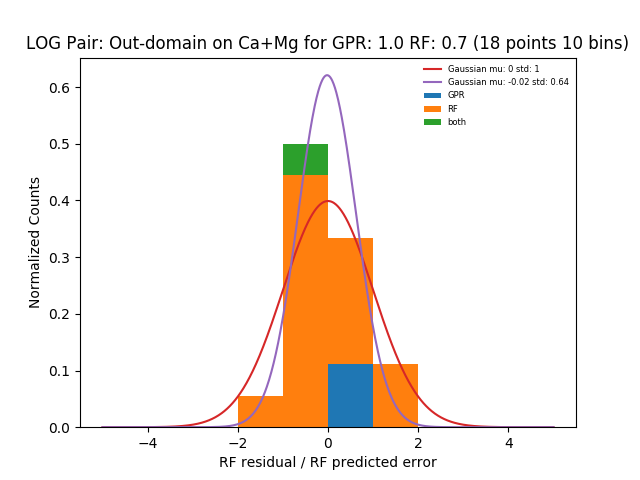 LOG Pair: Out-domain on Ca+Mg for GPR: 1.0 RF: 0.7 (18 points 10 bins)
Gaussian mu: 0 std: 1
Gaussian mu: -0.02 std: 0.64
GPR
RF
both
0.6
0.5
0.4
0.3
0.2
0.1
0.0
Normalized Counts
−4
−2
0
2
4
RF residual / RF predicted error